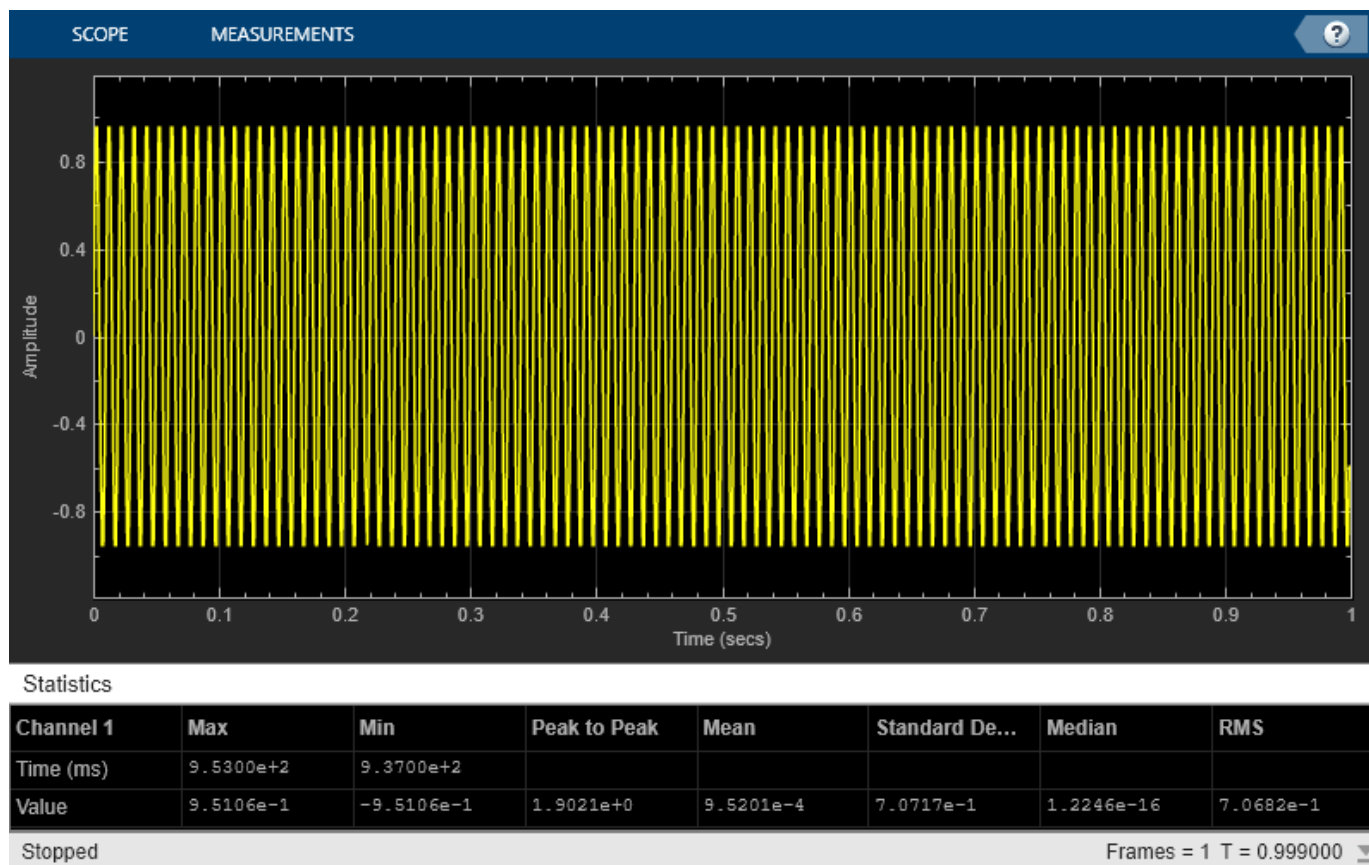 SCOPE MEASUREMENTS ?
0.8
0.4
0
-0.4
-0.8
Amplitude
0 0.1 0.2 0.3 0.4 0.5 0.6 0.7 0.8 0.9 1
Time (secs)
Statistics
Channel 1 Max Min Peak to Peak Mean Standard De... Median RMS
Time (ms) 9.5300e+2 9.3700e+2
Value 9.5106e-1 -9.5106e-1 1.9021e+0 9.5201e-4 7.0717e-1 1.2246e-16 7.0682e-1
Stopped Frames = 1 T = 0.999000